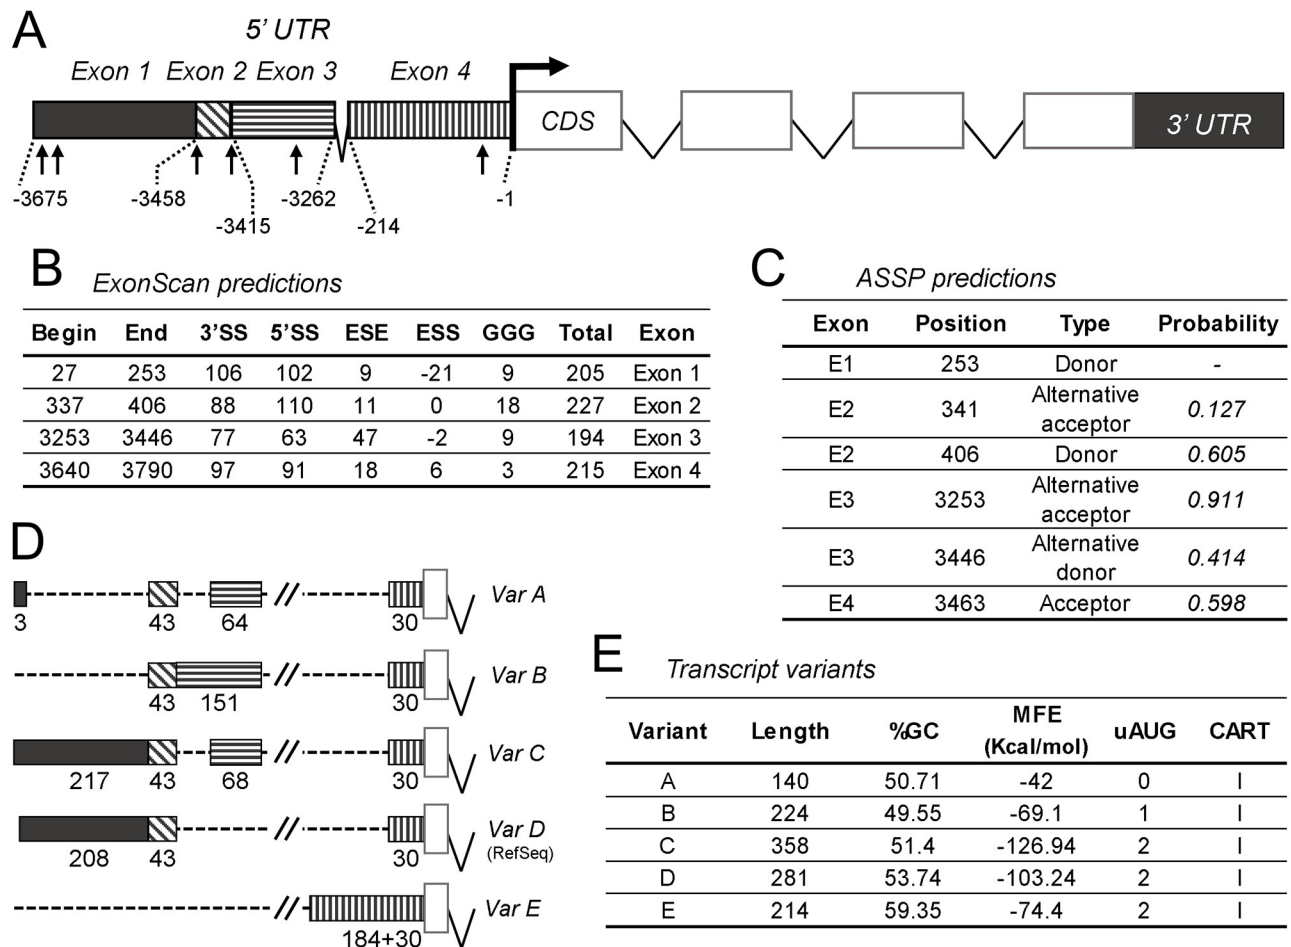 A
5’ UTR
Exon 1 Exon 2 Exon 3 Exon 4
CDS
3’ UTR
-3675 -3458 -3262 -1
-3415 -214
B ExonScan predictions
Begin End 3’SS 5’SS ESE ESS GGG Total Exon
27 253 106 102 9 -21 9 205 Exon 1
337 406 88 110 11 0 18 227 Exon 2
3253 3446 77 63 47 -2 9 194 Exon 3
3640 3790 97 91 18 6 3 215 Exon 4
C ASSP predictions
Exon Position Type Probability
E1 253 Donor -
E2 341 Alternative acceptor 0.127
E2 406 Donor 0.605
E3 3253 Alternative acceptor 0.911
E3 3446 Alternative donor 0.414
E4 3463 Acceptor 0.598
D
Var A
3 43 64 30
Var B
43 151 30
Var C
217 43 68 30
Var D
(RefSeq)
208 43 30
Var E
184+30
E Transcript variants
Variant Length %GC MFE (Kcal/mol) uAUG CART
A 140 50.71 -42 0 I
B 224 49.55 -69.1 1 I
C 358 51.4 -126.94 2 I
D 281 53.74 -103.24 2 I
E 214 59.35 -74.4 2 I